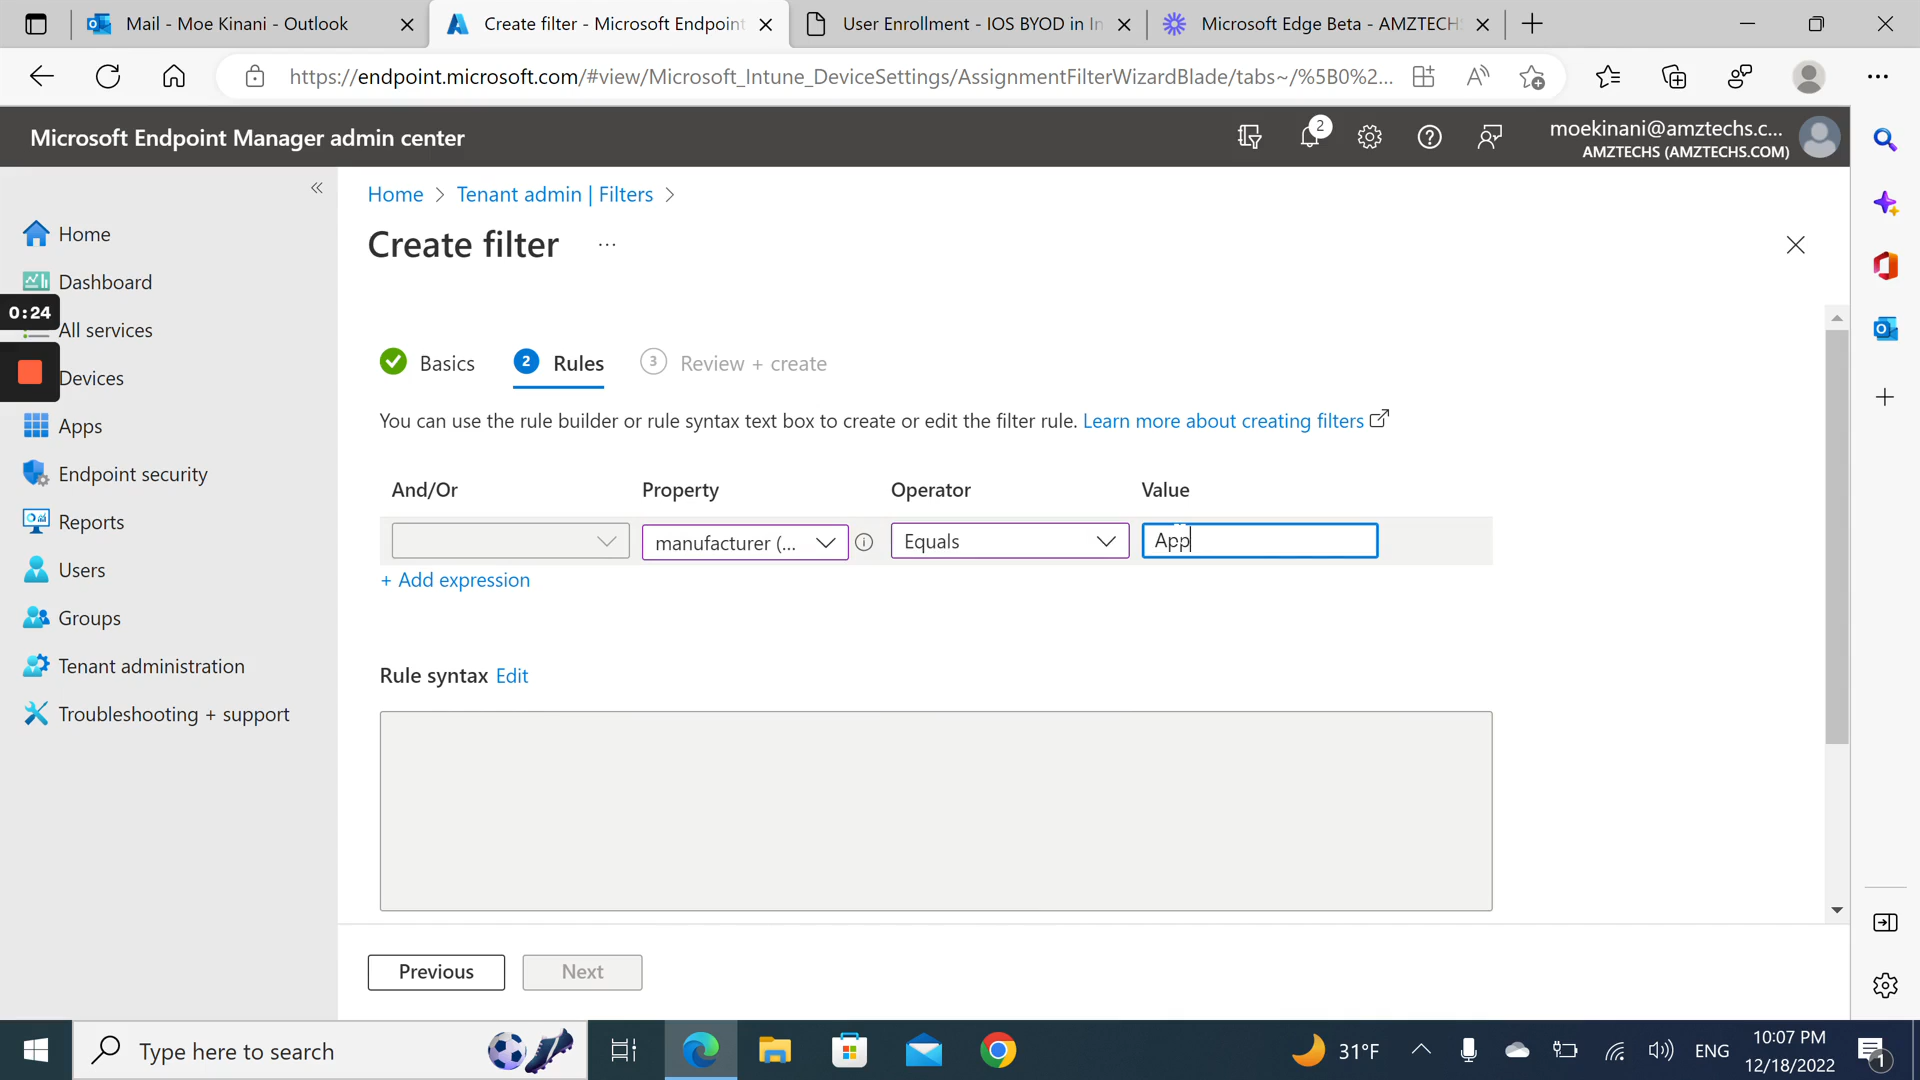 Mail - Moe Kinani - Outlook
Create filter - Microsoft Endpoint
User Enrollment - IOS BYOD in In
Microsoft Edge Beta - AMZTECHS
https://endpoint.microsoft.com/#view/Microsoft_Intune_DeviceSettings/AssignmentFilterWizardBlade/tabs~/%5B0%2...
Microsoft Endpoint Manager admin center
2
moekinani@amztechs.c...
AMZTECHS (AMZTECHS.COM)
Home
Dashboard
0:24
All services
Devices
Apps
Endpoint security
Reports
Users
Groups
Tenant administration
Troubleshooting + support
Home > Tenant admin | Filters >
Create filter ...
Basics
2 Rules
3 Review + create
You can use the rule builder or rule syntax text box to create or edit the filter rule. Learn more about creating filters
And/Or Property Operator Value
manufacturer (... Equals App
+ Add expression
Rule syntax Edit
Previous
Next
Type here to search
31°F
ENG
10:07 PM
12/18/2022
1